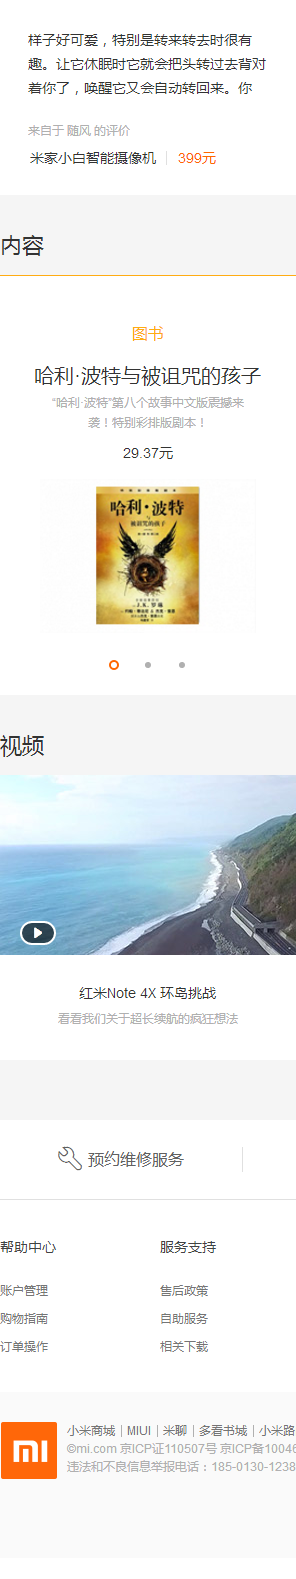 样子好可爱，特别是转来转去时很有
趣。让它休眠时它就会把头转过去背对
着你了，唤醒它又会自动转回来。你
来自于 随风 的评价
米家小白智能摄像机 | 399元
内容
图书
哈利·波特与被诅咒的孩子
“哈利·波特”第八个故事中文版震撼来
袭！特别彩排版剧本！
29.37元
哈利·波特
与
被诅咒的孩子
视频
红米Note 4X 环岛挑战
看看我们关于超长续航的疯狂想法
预约维修服务
帮助中心 服务支持
账户管理 售后政策
购物指南 自助服务
订单操作 相关下载
小米商城 | MIUI | 米聊 | 多看书城 | 小米路
©mi.com 京ICP证110507号 京ICP备10046
违法和不良信息举报电话：185-0130-1238